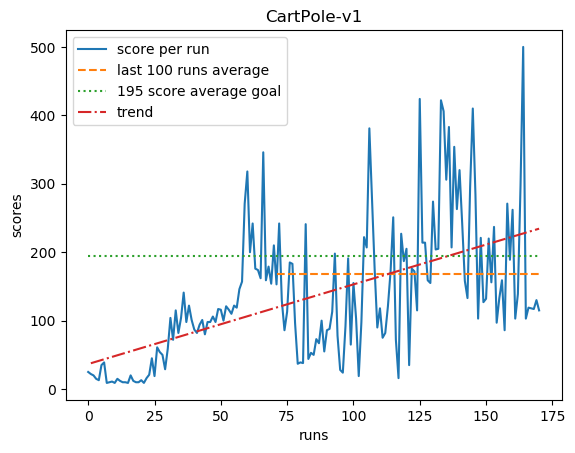 CartPole-v1
score per run
last 100 runs average
195 score average goal
trend
scores
500
400
300
200
100
0
0
25
50
75
100
125
150
175
runs